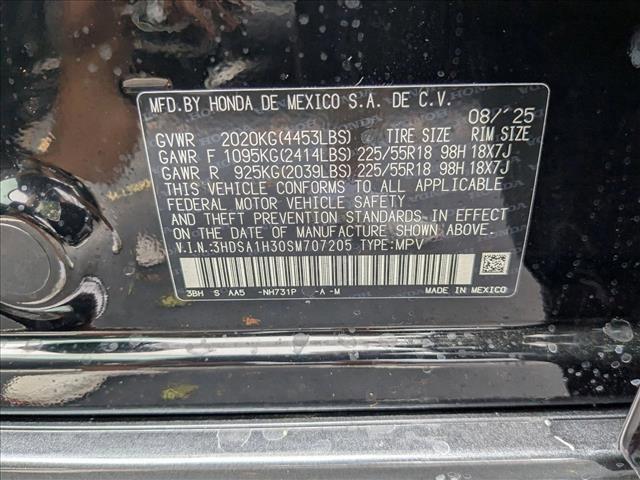 MFD.BY HONDA DE MEXICO S.A. DE C.V.
08/'25
GVWR 2020KG(4453LBS) TIRE SIZE RIM SIZE
GAWR F 1095KG(2414LBS) 225/55R18 98H 18X7J
GAWR R 925KG(2039LBS) 225/55R18 98H 18X7J
THIS VEHICLE CONFORMS TO ALL APPLICABLE
FEDERAL MOTOR VEHICLE SAFETY
AND THEFT PREVENTION STANDARDS IN EFFECT
ON THE DATE OF MANUFACTURE SHOWN ABOVE.
V.I.N.:3HDSA1H30SM707205 TYPE:MPV
3BH S AA5 -NH731P -A-M MADE IN MEXICO